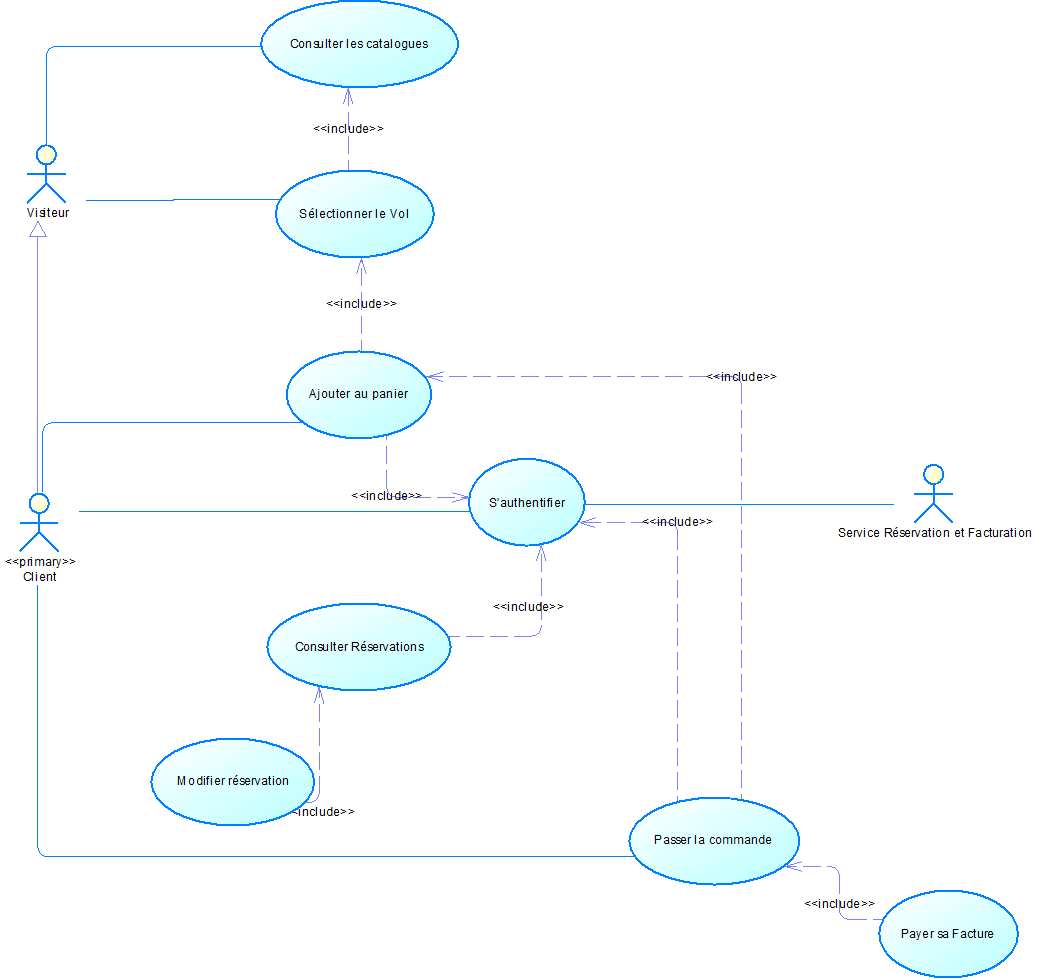 Consulter les catalogues
<<include>>
Visiteur
Sélectionner le Vol
<<include>>
<<include>>
Ajouter au panier
<<include>>
S'authentifier
<<include>>
Service Réservation et Facturation
<<primary>>
Client
<<include>>
Consulter Réservations
Modifier réservation
<<include>>
Passer la commande
<<include>>
Payer sa Facture